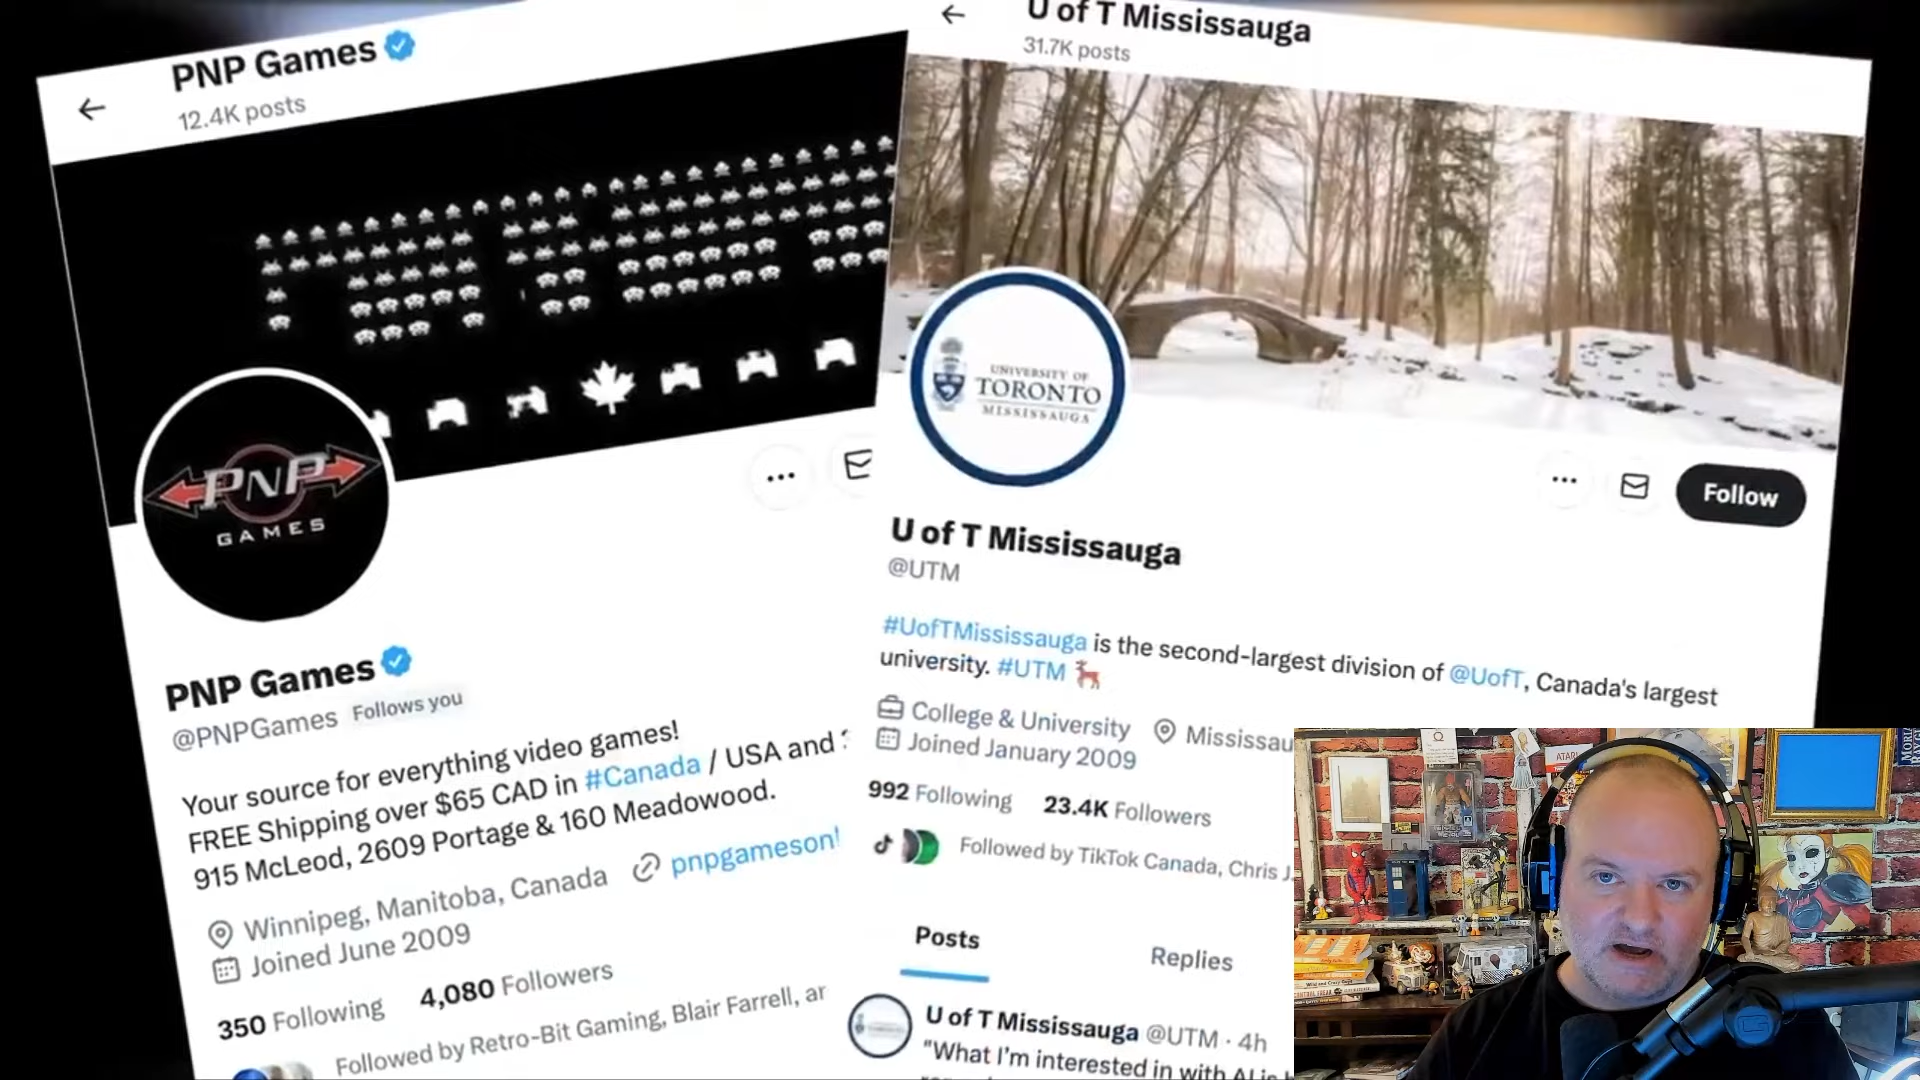 PNP Games
12.4K posts
PNP
GAMES
PNP Games
@PNPGames Follows you
Your source for everything video games!
FREE Shipping over $65 CAD in #Canada / USA and
915 McLeod, 2609 Portage & 160 Meadowood.
Winnipeg, Manitoba, Canada pnpgameson
Joined June 2009
350 Following 4,080 Followers
Followed by Retro-Bit Gaming, Blair Farrell, ar
U of T Mississauga
31.7K posts
UNIVERSITY OF
TORONTO
MISSISSAUGA
Follow
U of T Mississauga
@UTM
#UofTMississauga is the second-largest division of @UofT, Canada's largest
university. #UTM
College & University Mississau
Joined January 2009
992 Following 23.4K Followers
Followed by TikTok Canada, Chris J.
Posts Replies
U of T Mississauga @UTM · 4h
"What I'm interested in with AI is
ATARI